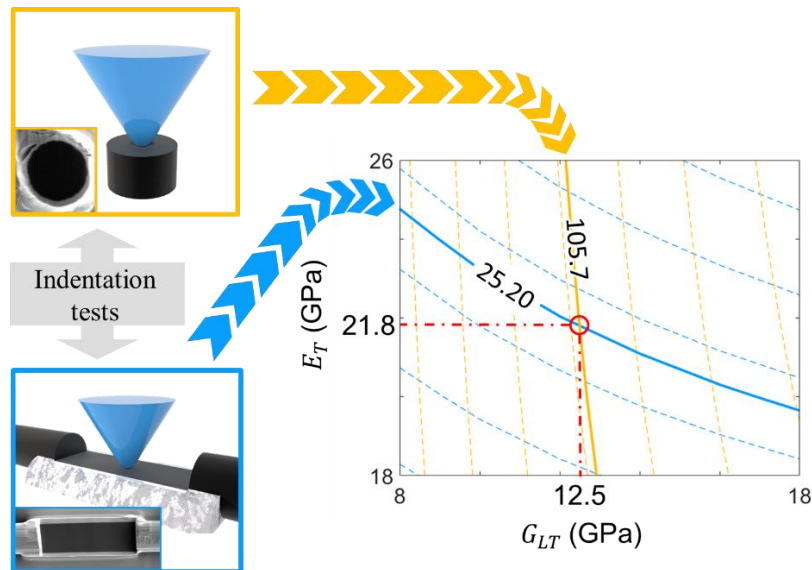 Indentation
tests
26
105.7
25.20
E_T (GPa)
21.8
18
8
12.5
18
G_LT (GPa)